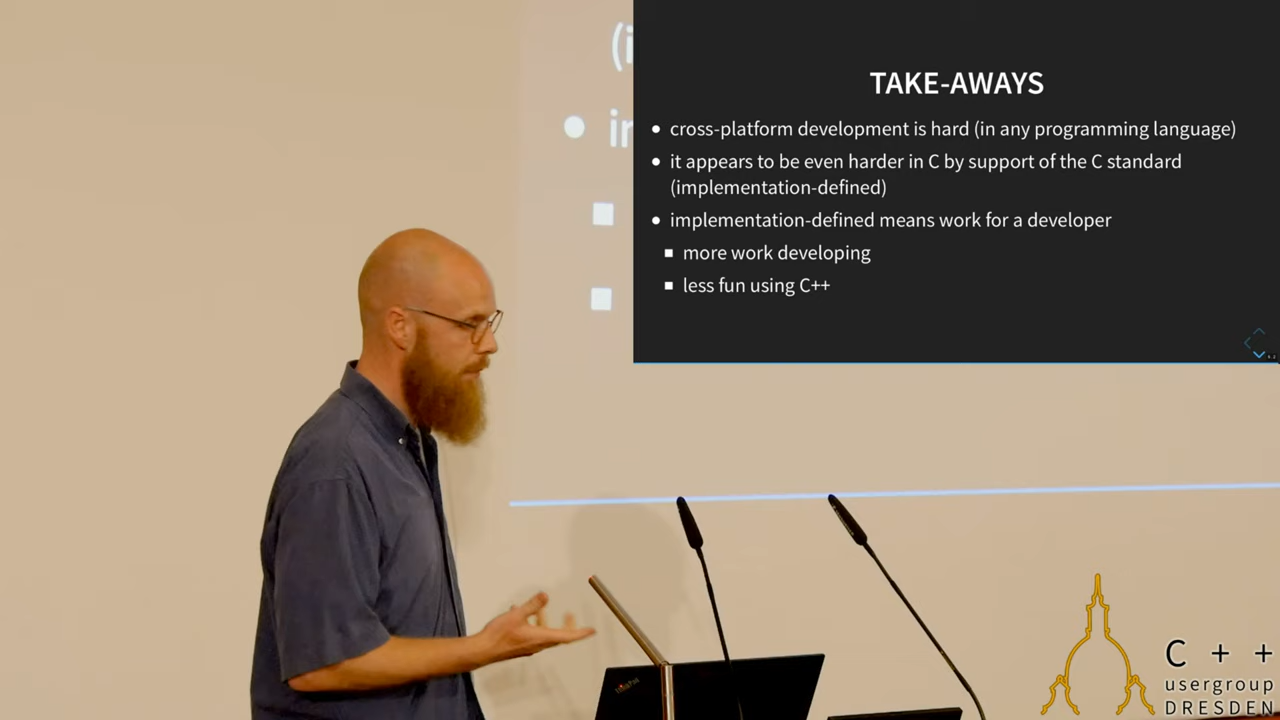 (i
in
TAKE-AWAYS
cross-platform development is hard (in any programming language)
it appears to be even harder in C by support of the C standard
(implementation-defined)
implementation-defined means work for a developer
more work developing
less fun using C++
ThinkPad
C + +
usergroup
DRESDEN